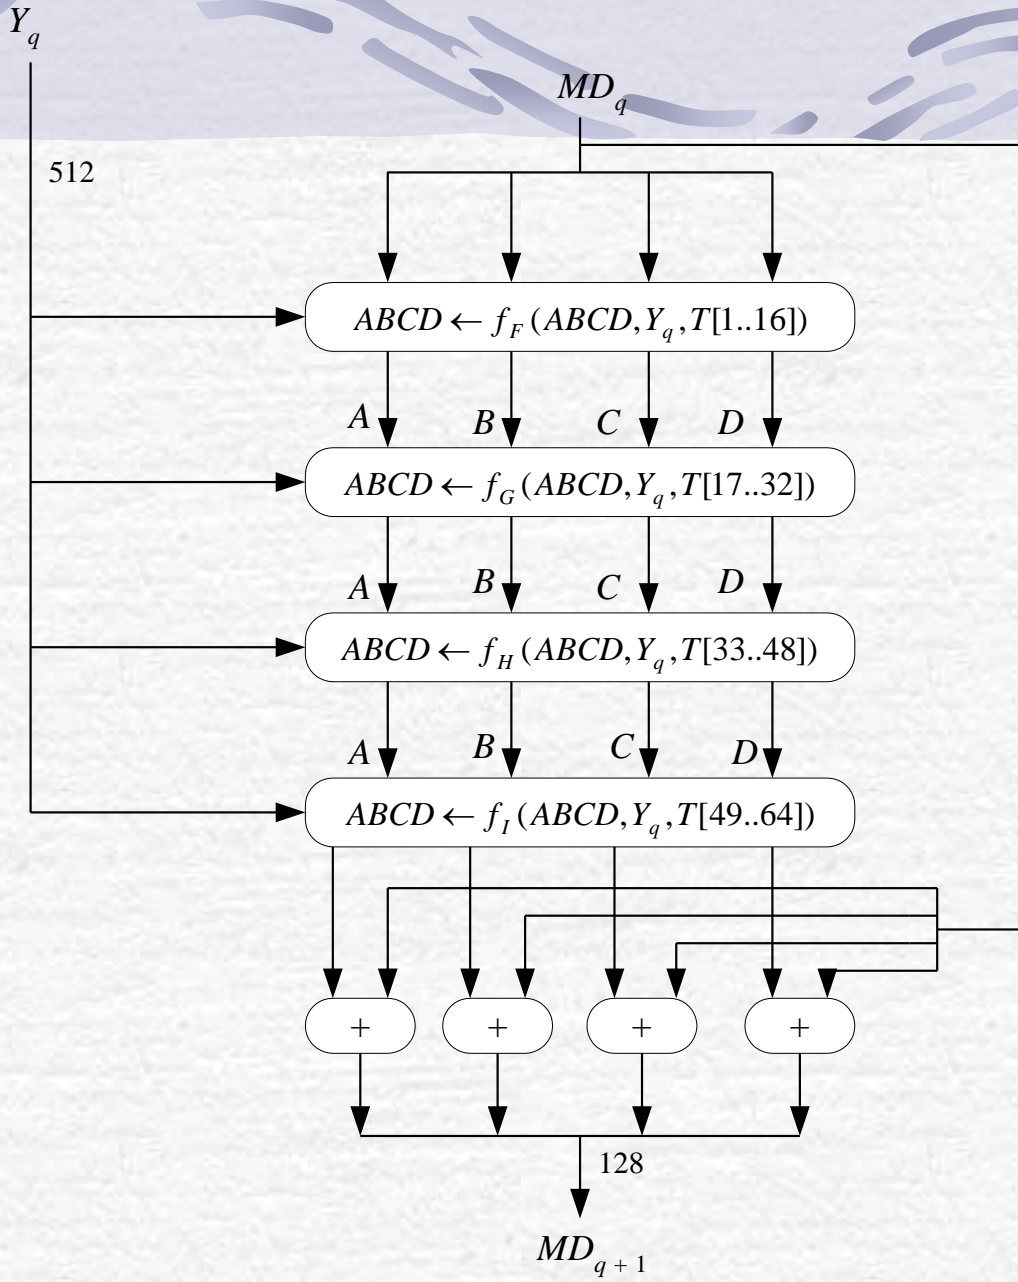 Y_q
MD_q
512
ABCD ← f_F (ABCD, Y_q, T[1..16])
A B C D
ABCD ← f_G (ABCD, Y_q, T[17..32])
A B C D
ABCD ← f_H (ABCD, Y_q, T[33..48])
A B C D
ABCD ← f_I (ABCD, Y_q, T[49..64])
+ + + +
128
MD_{q + 1}